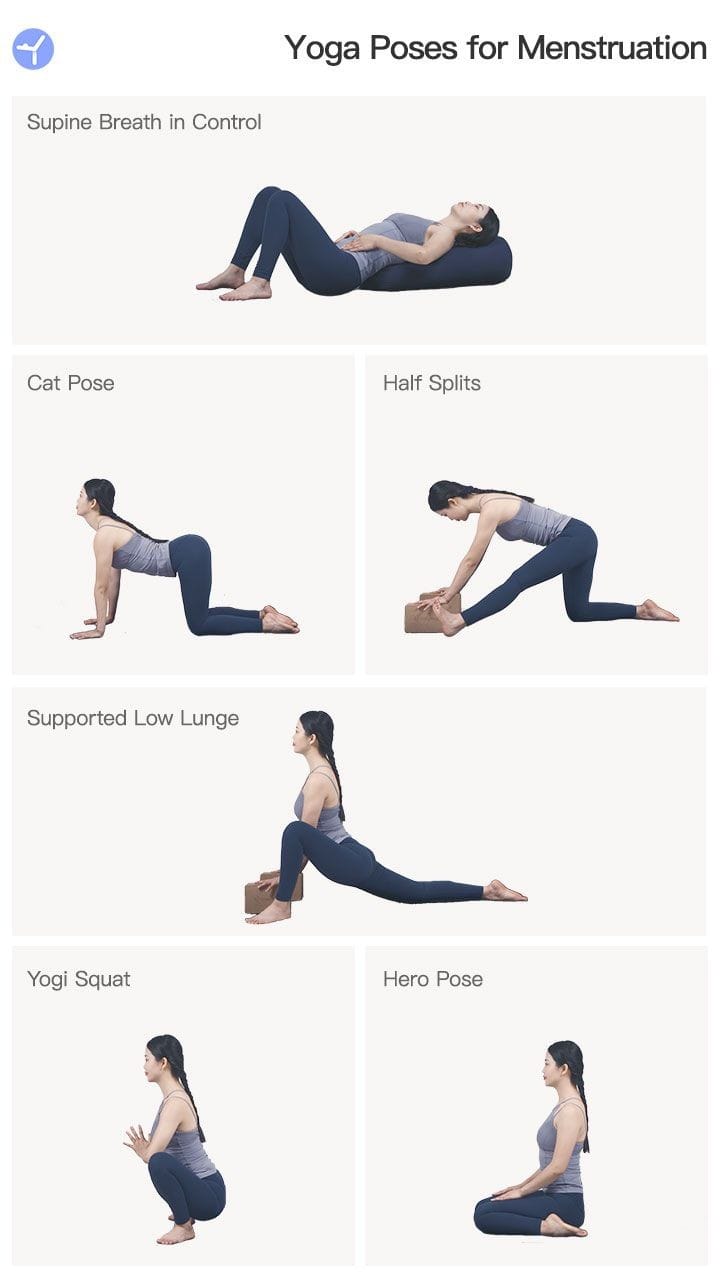 Yoga Poses for Menstruation
Supine Breath in Control
Cat Pose
Half Splits
Supported Low Lunge
Yogi Squat
Hero Pose